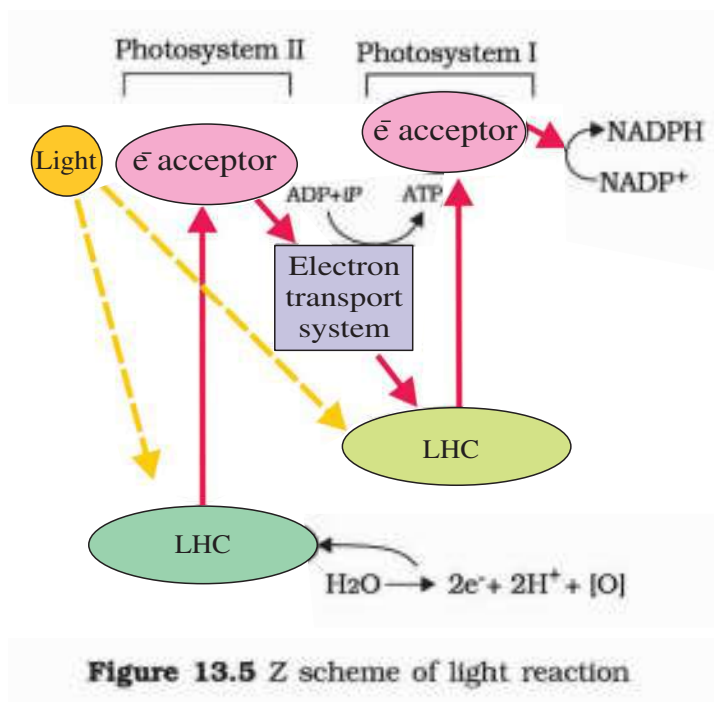 Photosystem II
Photosystem I
Light
e⁻ acceptor
e⁻ acceptor
NADPH
NADP⁺
ADP+iP
ATP
Electron
transport
system
LHC
LHC
H2O → 2e⁻+ 2H⁺ + [O]
Figure 13.5 Z scheme of light reaction